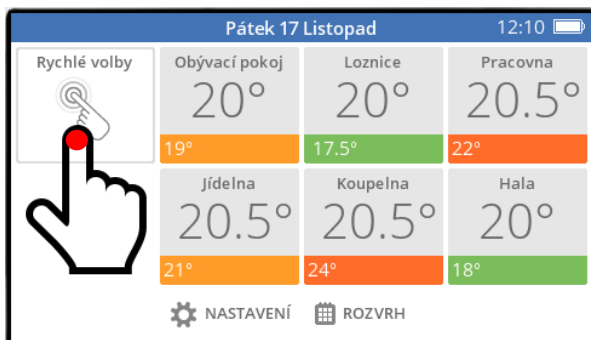 Pátek 17 Listopad 12:10
Rychlé volby
Obývací pokoj
20°
19°
Loznice
20°
17.5°
Pracovna
20.5°
22°
Jídelna
20.5°
21°
Koupelna
20.5°
24°
Hala
20°
18°
NASTAVENÍ
ROZVRH